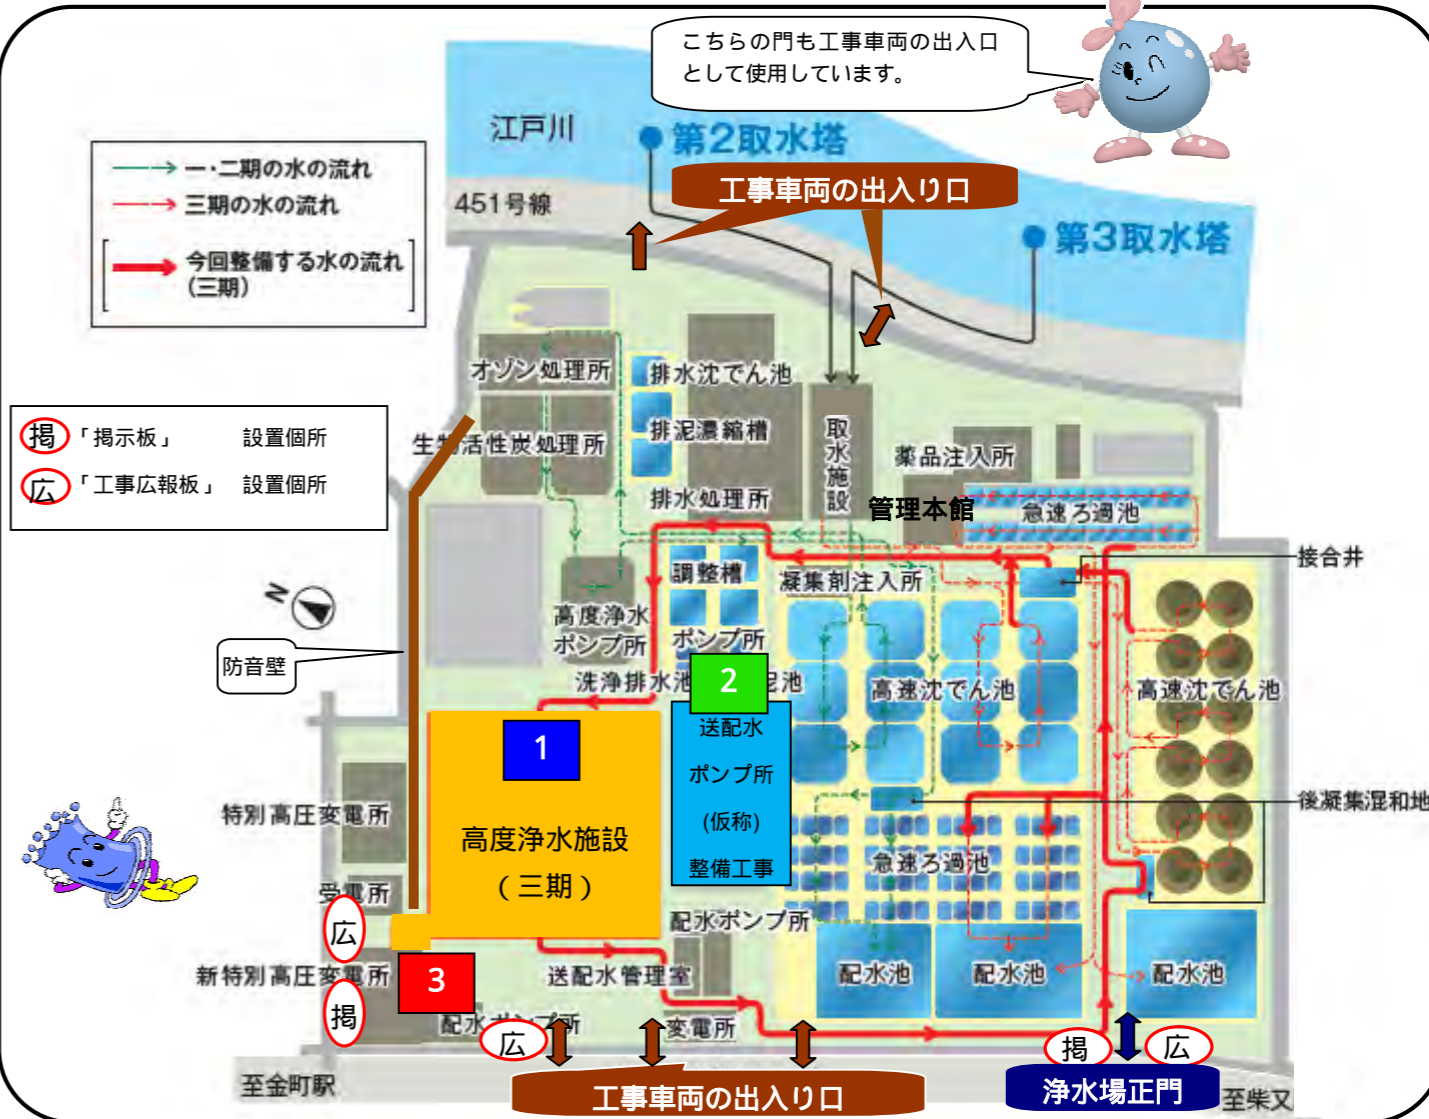 こちらの門も工事車両の出入口
として使用しています。
江戸川
第2取水塔
工事車両の出入り口
451号線
第3取水塔
一・二期の水の流れ
三期の水の流れ
今回整備する水の流れ
(三期)
掲 「掲示板」 設置個所
広 「工事広報板」 設置個所
オゾン処理所
排水沈でん池
生物活性炭処理所
排泥濃縮槽
取水施設
薬品注入所
排水処理所
管理本館
急速ろ過池
接合井
調整槽
凝集剤注入所
N
高度浄水
ポンプ所
ポンプ所
防音壁
洗浄排水池
2
泥池
高速沈でん池
高速沈でん池
1
送配水
ポンプ所
(仮称)
整備工事
特別高圧変電所
高度浄水施設
(三期)
後凝集混和地
急速ろ過池
受電所
広
配水ポンプ所
新特別高圧変電所
3
送配水管理室
配水池
配水池
配水池
掲
配水ポンプ所
広
変電所
掲
広
至金町駅
工事車両の出入り口
浄水場正門
至柴又